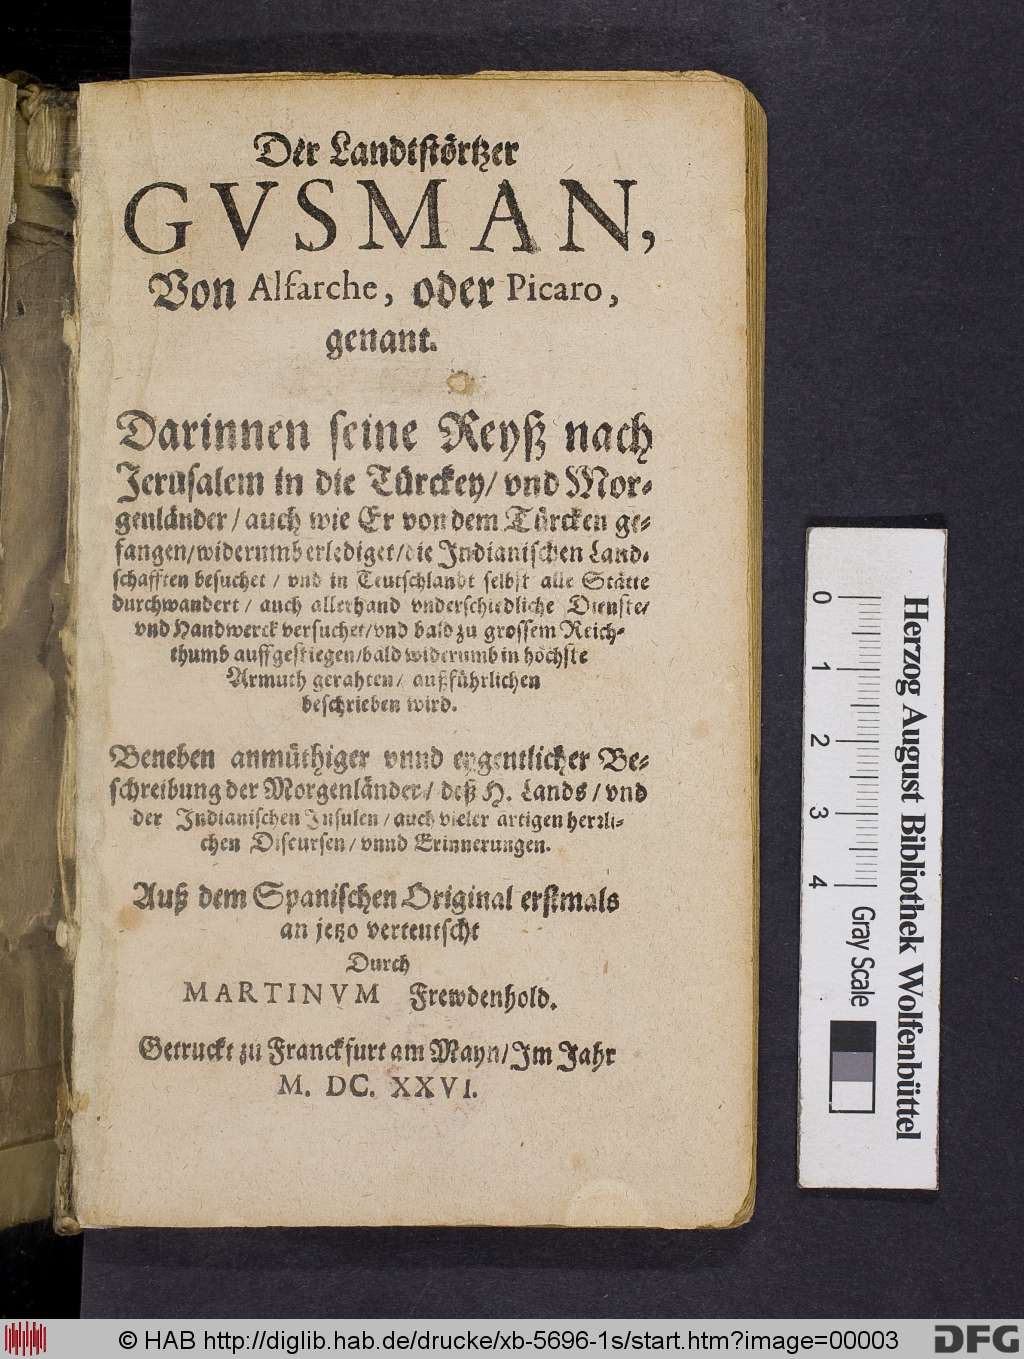 Der Landtstörtzer
GVSMAN,
Von Alfarche, oder Picaro,
genant.
Darinnen seine Reyß nach
Jerusalem in die Türckey/ vnd Mor-
genländer/ auch wie Er von dem Türcken ge-
fangen/ widerumb erlediget/ die Indianischen Land-
schafften besuchet/ vnd in Teutschlandt selbst alle Stätte
durchwandert/ auch allerhand vnderschiedliche Dienste/
vnd Handwerck versuchet/ vnd bald zu grossem Reich-
thumb auffgestiegen/ bald widerumb in höchste
Armuth gerahten/ außführlichen
beschrieben wird.
Beneben anmüthiger vnnd eygentlicher Be-
schreibung der Morgenländer/ deß H. Lands/ vnd
der Indianischen Insulen/ auch vieler artigen herrli-
chen Discursen/ vnnd Erinnerungen.
Auß dem Spanischen Original erstmals
an jetzo verteutscht
Durch
MARTINVM Frewdenhold.
Getruckt zu Franckfurt am Mayn/ Im Jahr
M. DC. XXVI.
0 1 2 3 4
Gray Scale
Herzog August Bibliothek Wolfenbüttel
© HAB http://diglib.hab.de/drucke/xb-5696-1s/start.htm?image=00003
DFG